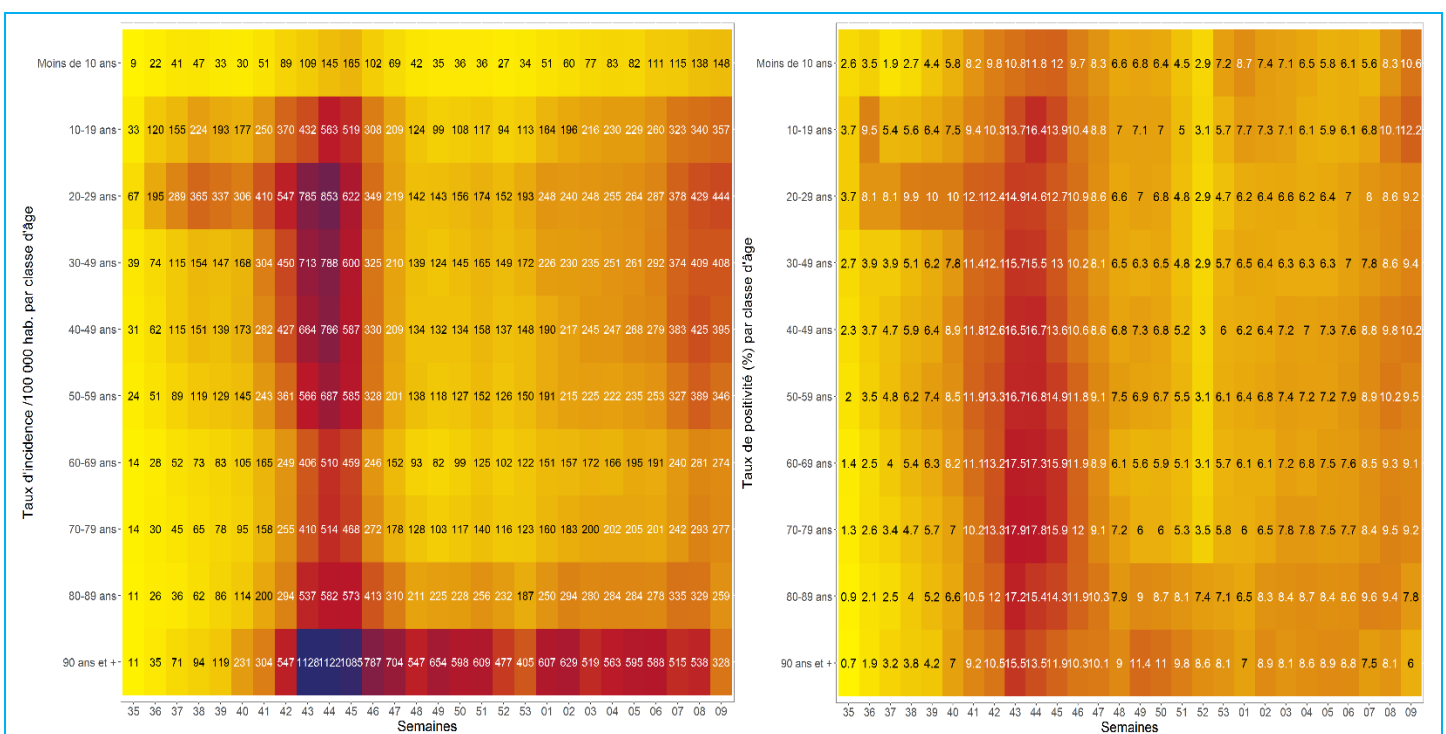 Taux d'incidence /100 000 hab. par classe d'âge
Moins de 10 ans 9 22 41 47 33 30 51 89 109 145 165 102 69 42 35 36 36 27 34 51 60 77 83 82 111 115 138 148
10-19 ans 33 120 155 224 193 177 250 370 432 583 519 308 209 124 99 108 117 94 113 164 196 216 230 229 260 323 340 357
20-29 ans 67 195 289 365 337 306 410 547 785 853 622 349 219 142 143 156 174 152 193 248 240 248 255 264 287 378 429 444
30-49 ans 39 74 115 154 147 168 304 450 713 788 600 325 210 139 124 145 165 149 172 226 230 235 251 261 292 374 409 408
40-49 ans 31 62 115 151 139 173 282 427 664 766 587 330 209 134 132 134 158 137 148 190 217 245 247 288 279 383 425 395
50-59 ans 24 51 89 119 129 145 243 361 566 687 585 328 201 138 118 127 152 126 150 191 215 225 222 235 253 327 389 346
60-69 ans 14 28 52 73 83 105 165 249 406 510 459 246 152 93 82 99 125 102 122 151 157 172 166 195 191 240 281 274
70-79 ans 14 30 45 65 78 95 158 255 410 514 468 272 178 128 103 117 140 116 123 160 183 200 202 205 201 242 293 277
80-89 ans 11 26 36 62 86 114 200 294 537 582 573 413 310 211 225 228 256 232 187 250 294 280 284 284 278 335 329 259
90 ans et + 11 35 71 94 119 231 304 547 1128 1122 1085 787 704 547 654 598 609 477 405 607 629 519 563 595 588 515 538 328
35 36 37 38 39 40 41 42 43 44 45 46 47 48 49 50 51 52 53 01 02 03 04 05 06 07 08 09
Semaines
Taux de positivité (%) par classe d'âge
Moins de 10 ans 2.6 3.5 1.9 2.7 4.4 5.8 8.2 9.8 10.8 11.8 12 9.7 8.3 6.6 6.8 6.4 4.5 2.9 7.2 8.7 7.4 7.1 6.5 5.8 6.1 5.6 8.3 10.6
10-19 ans 3.7 9.5 5.4 5.6 6.4 7.5 9.4 10.3 13.7 16.4 13.9 10.4 8.8 7 7.1 7 5 3.1 5.7 7.7 7.3 7.1 6.1 5.9 6.1 6.8 10.1 12.2
20-29 ans 3.7 8.1 8.1 9.9 10 10 12.1 12.4 14.9 14.6 12.7 10.9 8.6 6.6 7 6.8 4.8 2.9 4.7 6.2 6.4 6.6 6.2 6.4 7 8 8.6 9.2
30-49 ans 2.7 3.9 3.9 5.1 6.2 7.8 11.4 12.1 15.7 15.5 13 10.2 8.1 6.5 6.3 6.5 4.8 2.9 5.7 6.5 6.4 6.3 6.3 6.3 7 7.8 8.6 9.4
40-49 ans 2.3 3.7 4.7 5.9 6.4 8.9 11.8 12.6 16.5 16.7 13.6 10.6 8.6 6.8 7.3 6.8 5.2 3 6 6.2 6.4 7.2 7 7.3 7.6 8.8 9.8 10.2
50-59 ans 2 3.5 4.8 6.2 7.4 8.5 11.9 13.3 16.7 16.8 14.9 11.8 9.1 7.5 6.9 6.7 5.5 3.1 6.1 6.4 6.8 7.4 7.2 7.2 7.9 8.9 10.2 9.5
60-69 ans 1.4 2.5 4 5.4 6.3 8.2 11.1 13.2 17.5 17.3 15.9 11.9 8.9 6.1 5.6 5.9 5.1 3.1 5.7 6.1 6.1 7.2 6.8 7.5 7.6 8.5 9.3 9.1
70-79 ans 1.3 2.6 3.4 4.7 5.7 7 10.2 13.3 17.9 17.8 15.9 12 9.1 7.2 6 6 5.3 3.5 5.8 6 6.5 7.8 7.8 7.5 7.7 8.4 9.5 9.2
80-89 ans 0.9 2.1 2.5 4 5.2 6.6 10.5 12 17.2 15.4 14.3 11.9 10.3 7.9 9 8.7 8.1 7.4 7.1 6.5 8.3 8.4 8.7 8.4 8.6 9.6 9.4 7.8
90 ans et + 0.7 1.9 3.2 3.8 4.2 7 9.2 10.5 15.5 13.5 11.9 10.3 10.1 9 11.4 11 9.8 8.6 8.1 7 8.9 8.1 8.6 8.9 8.8 7.5 8.1 6
35 36 37 38 39 40 41 42 43 44 45 46 47 48 49 50 51 52 53 01 02 03 04 05 06 07 08 09
Semaines